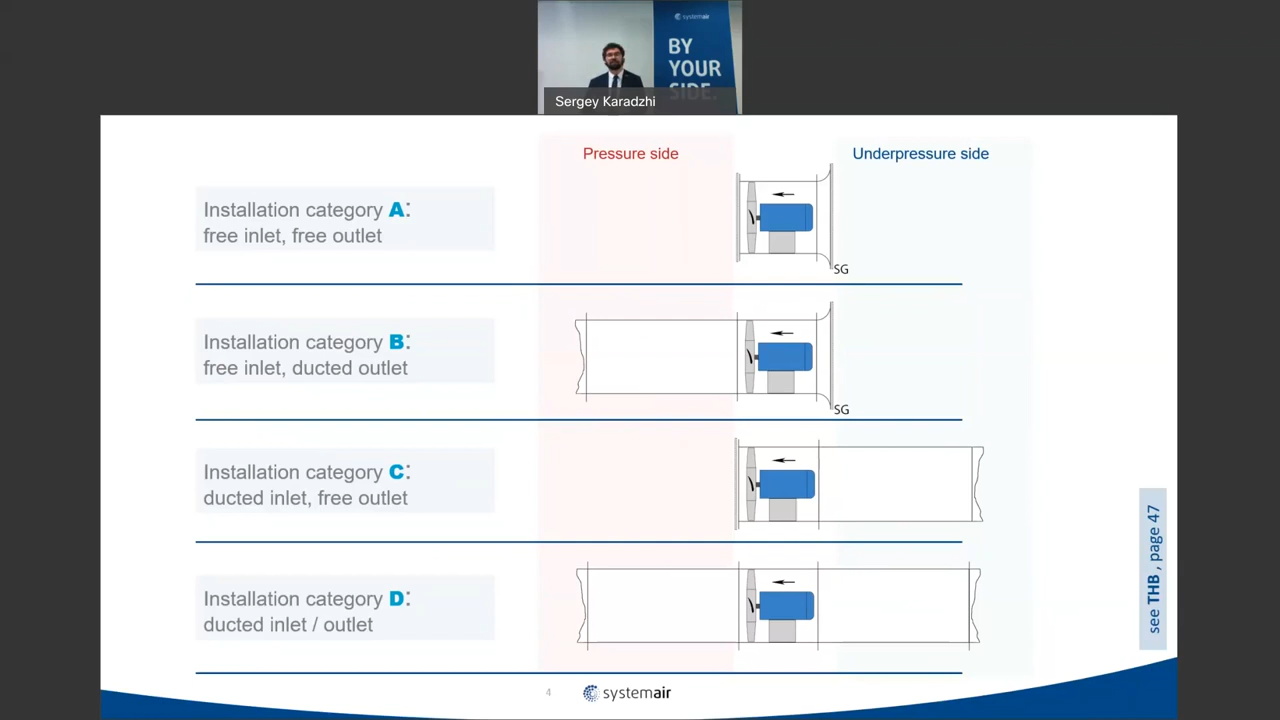 systemair
BY
YOUR
SIDE.
Sergey Karadzhi
Pressure side
Underpressure side
Installation category A:
free inlet, free outlet
SG
Installation category B:
free inlet, ducted outlet
SG
Installation category C:
ducted inlet, free outlet
Installation category D:
ducted inlet / outlet
see THB , page 47
4
systemair